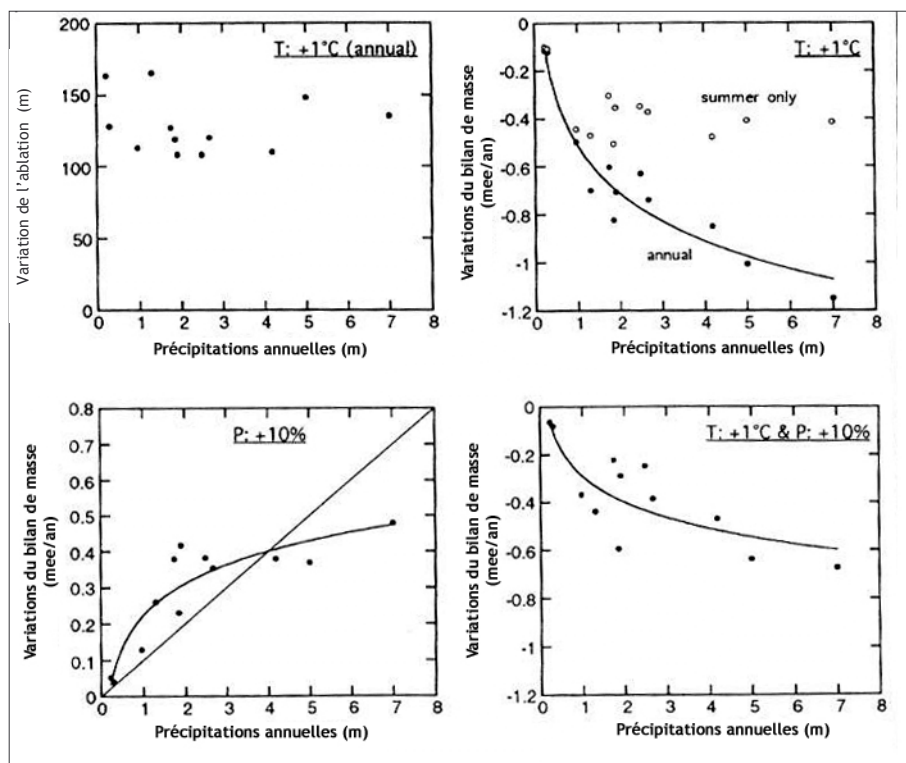 T: +1°C (annual)
Variation de l'ablation (m)
200
150
100
50
0
0 1 2 3 4 5 6 7 8
Précipitations annuelles (m)
T: +1°C
summer only
annual
Variations du bilan de masse
(mee/an)
0
-0.2
-0.4
-0.6
-0.8
-1
-1.2
0 1 2 3 4 5 6 7 8
Précipitations annuelles (m)
P: +10%
Variations du bilan de masse
(mee/an)
0.8
0.7
0.6
0.5
0.4
0.3
0.2
0.1
0
0 1 2 3 4 5 6 7 8
Précipitations annuelles (m)
T: +1°C & P: +10%
Variations du bilan de masse
(mee/an)
0
-0.2
-0.4
-0.6
-0.8
-1
-1.2
0 1 2 3 4 5 6 7 8
Précipitations annuelles (m)